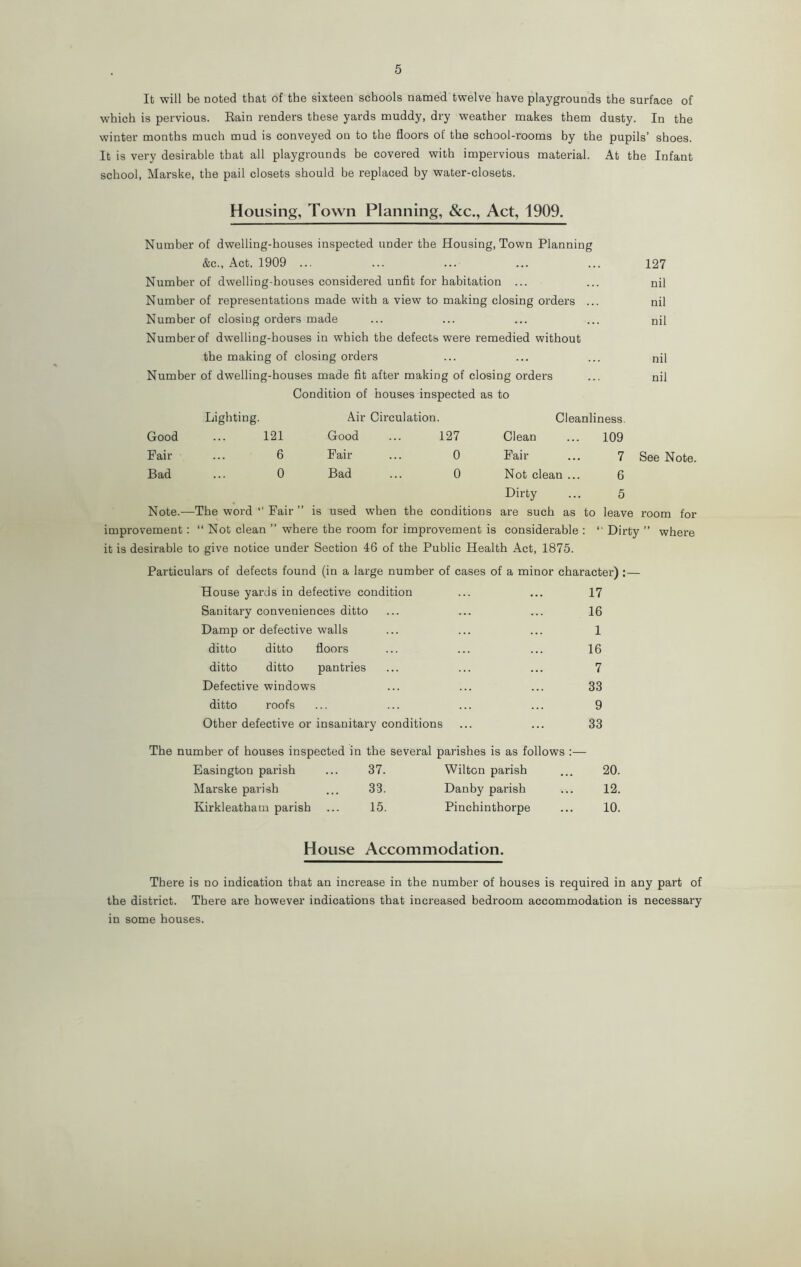 5
It will be noted that of the sixteen schools named twelve have playgrounds the surface of
which is pervious. Rain renders these yards muddy, dry weather makes them dusty. In the
winter months much mud is conveyed on to the floors of the school-rooms by the pupils' shoes.
It is very desirable that all playgrounds be covered with impervious material. At the Infant
school, Marske, the pail closets should be replaced by water-closets.
Housing, Town Planning, &c., Act, 1909.
Number of dwelling-houses inspected under the Housing, Town Planning
&c., Act, 1909 ... ... ... ... ... 127
Number of dwelling-houses considered unfit for habitation ... ... nil
Number of representations made with a view to making closing orders ... nil
Number of closing orders made ... ... ... ... nil
Number of dwelling-houses in which the defects were remedied without
the making of closing orders ... ... ... nil
Number of dwelling-houses made fit after making of closing orders ... nil
Condition of houses inspected as to
Lighting. Air Circulation. Cleanliness.
Good ... 121 Good ... 127 Clean ... 109
Fair ... 6 Fair ... 0 Fair ... 7 See Note.
Bad ... 0 Bad ... 0 Not clean ... 6
Dirty ... 5
Note.—The word "Fair" is used when the conditions are such as to leave room for
improvement: "Not clean" where the room for improvement is considerable: "Dirty" where
it is desirable to give notice under Section 46 of the Public Health Act, 1875.
Particulars of defects found (in a large number of cases of a minor character):—
House yards in defective condition ... ... 17
Sanitary conveniences ditto ... ... ... 16
Damp or defective walls ... ... ... 1
ditto ditto floors ... ... ... 16
ditto ditto pantries ... ... ... 7
Defective windows ... ... ... 33
ditto roofs ... ... ... ... 9
Other defective or insanitary conditions ... ... 33
The number of houses inspected in the several parishes is as follows:—
Easington parish ... 37. Wilton parish ... 20.
Marske parish ... 33. Danby parish ... 12.
Kirkleatham parish ... 15. Pinchinthorpe ... 10.
House Accommodation.
There is no indication that an increase in the number of houses is required in any part of
the district. There are however indications that increased bedroom accommodation is necessary
in some houses.